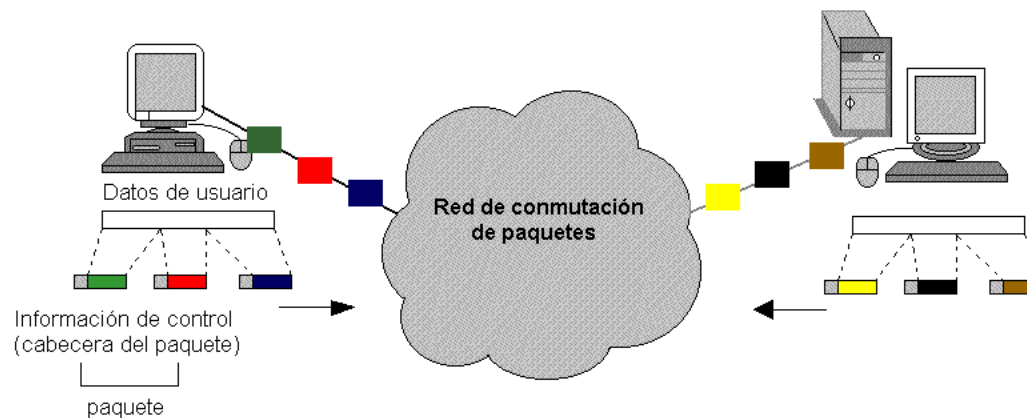 Datos de usuario
Red de conmutación
de paquetes
Información de control
(cabecera del paquete)
paquete